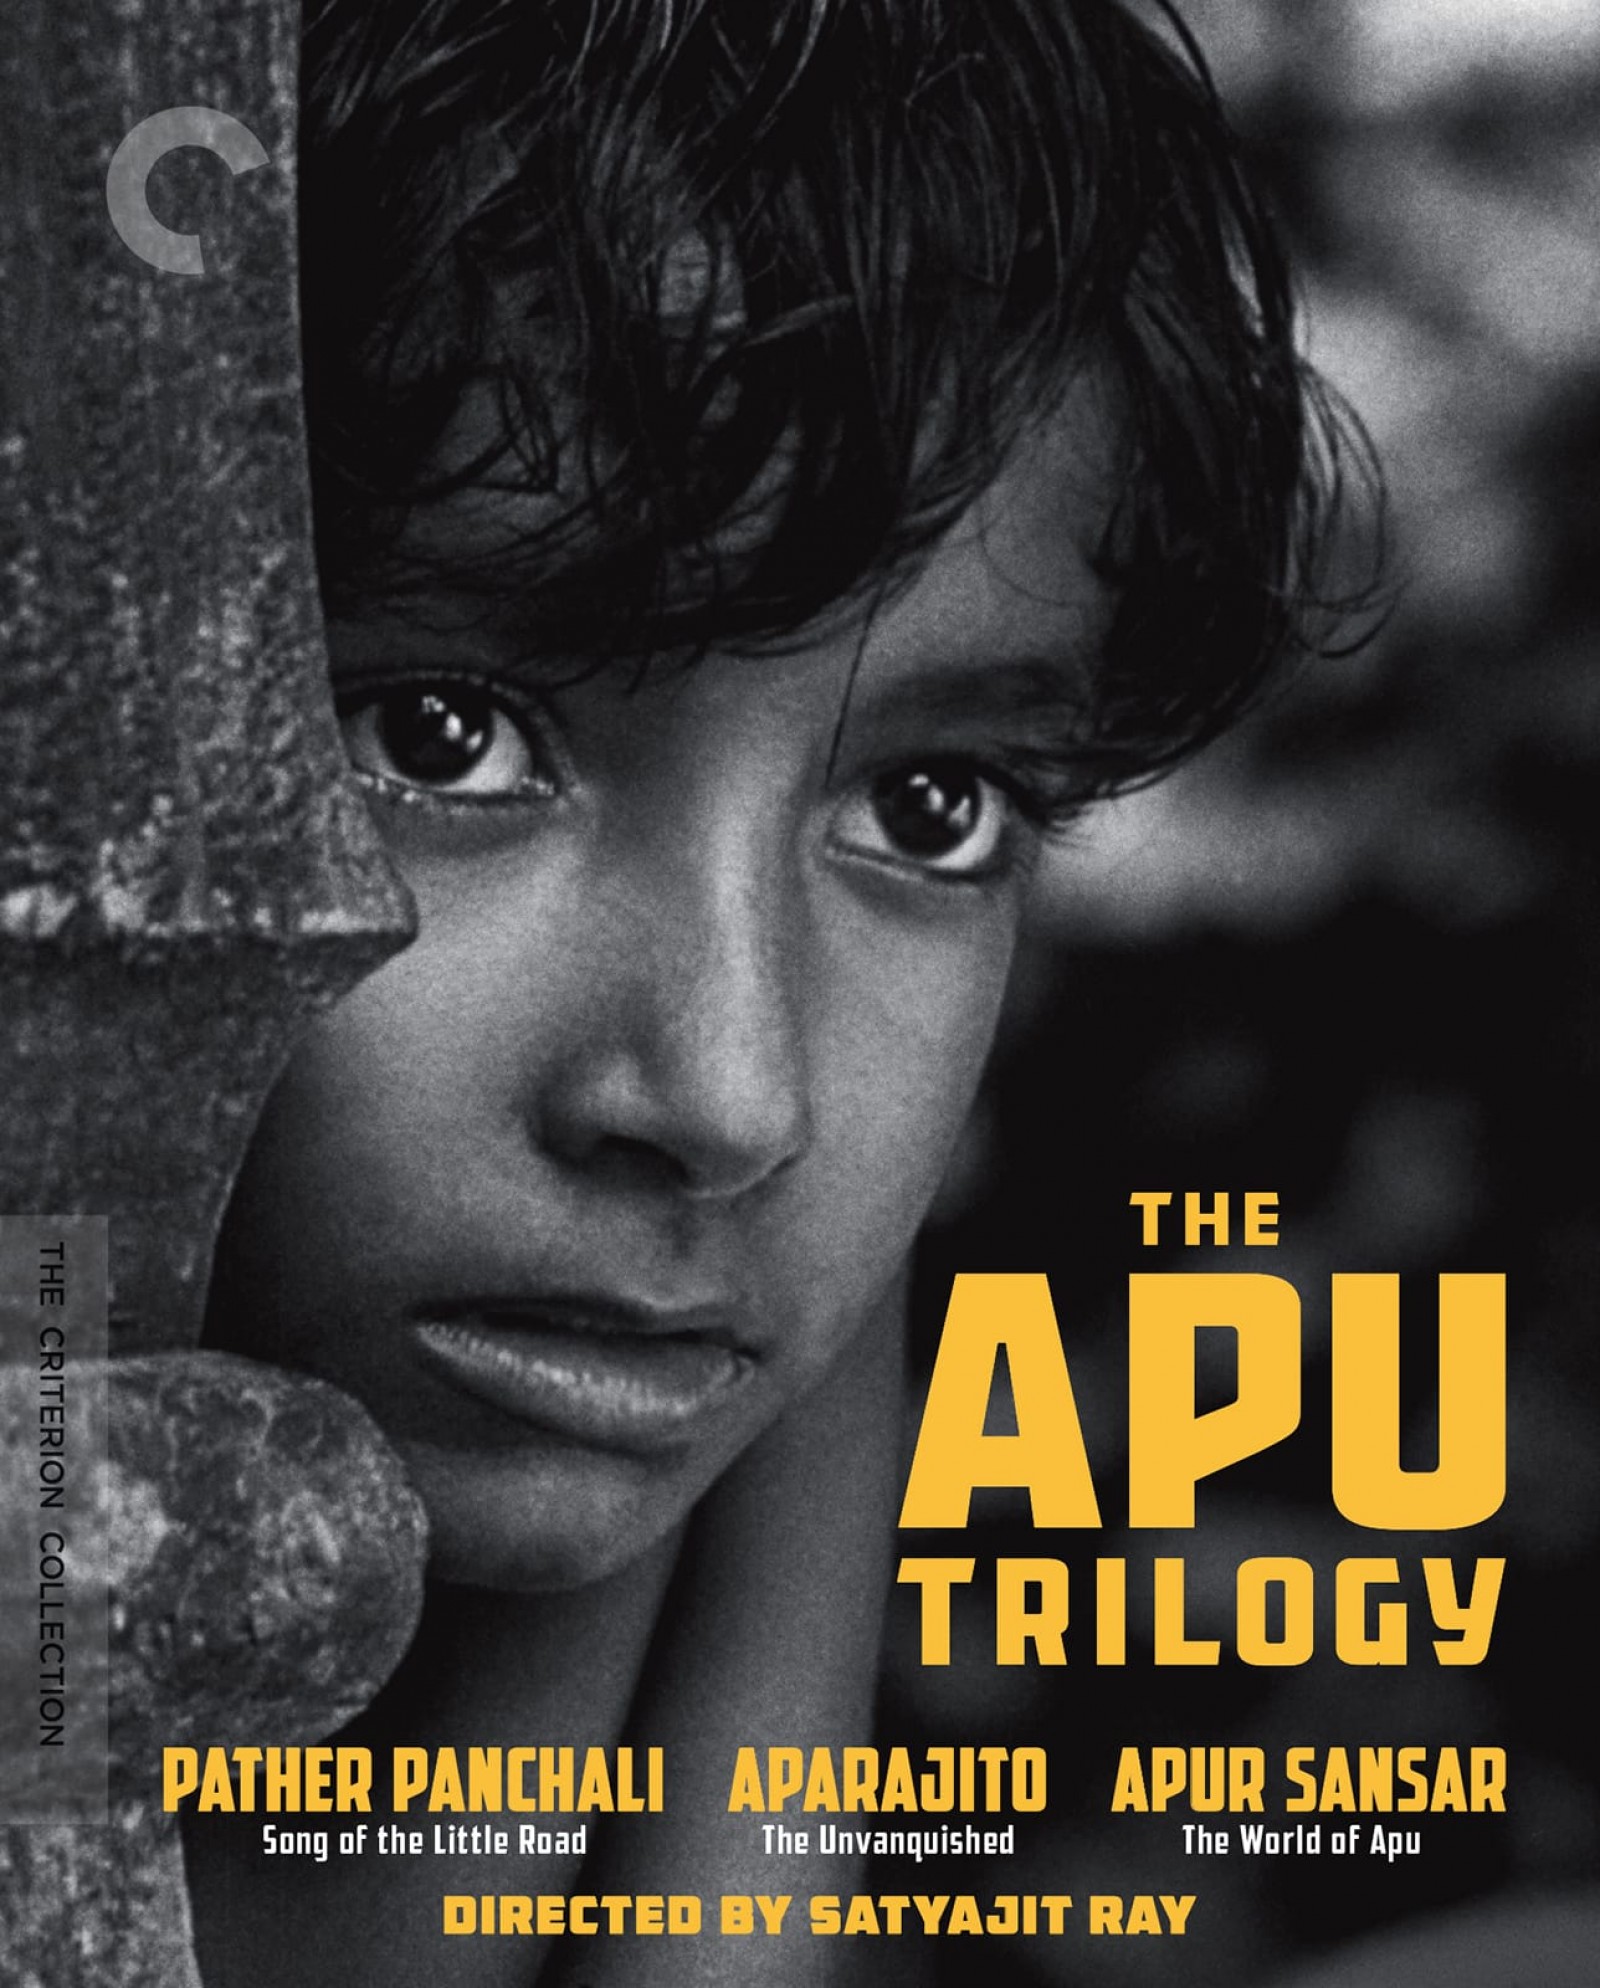 THE CRITERION COLLECTION
THE
APU
TRILOGY
PATHER PANCHALI
Song of the Little Road
APARAJITO
The Unvanquished
APUR SANSAR
The World of Apu
DIRECTED BY SATYAJIT RAY